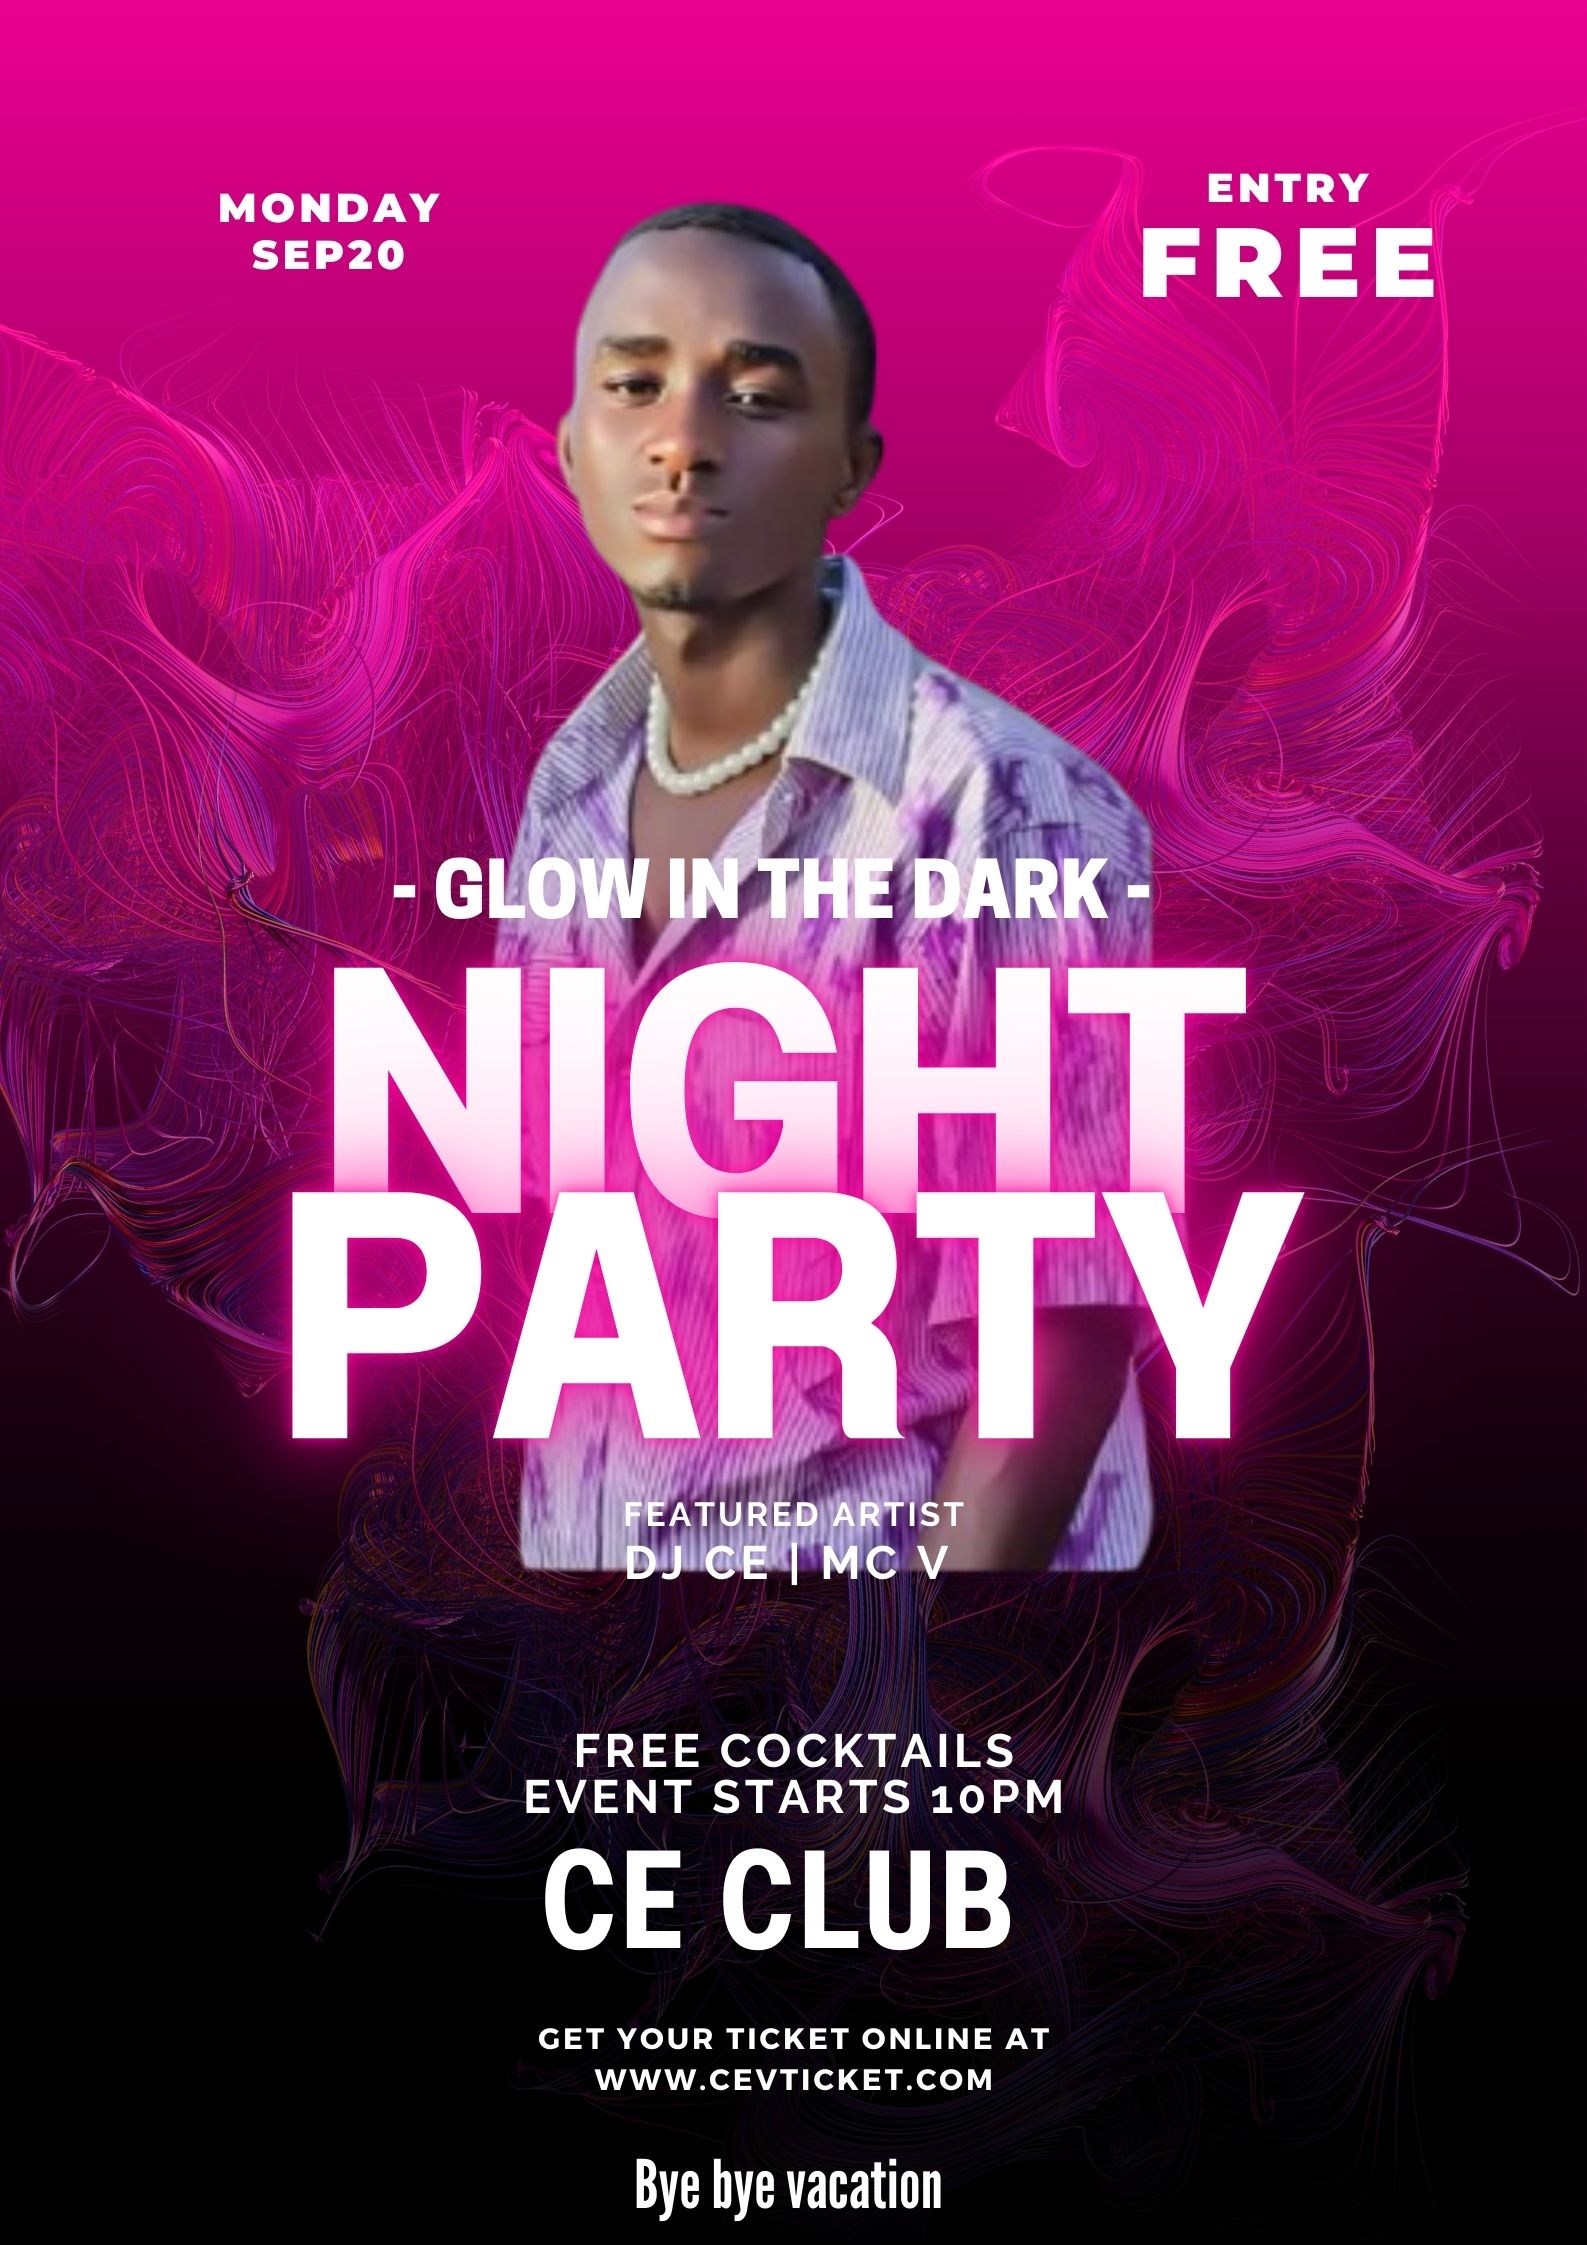 MONDAY
SEP20
ENTRY
FREE
- GLOW IN THE DARK -
NIGHT
PARTY
FEATURED ARTIST
DJ CE | MC V
FREE COCKTAILS
EVENT STARTS 10PM
CE CLUB
GET YOUR TICKET ONLINE AT
WWW.CEVTICKET.COM
Bye bye vacation